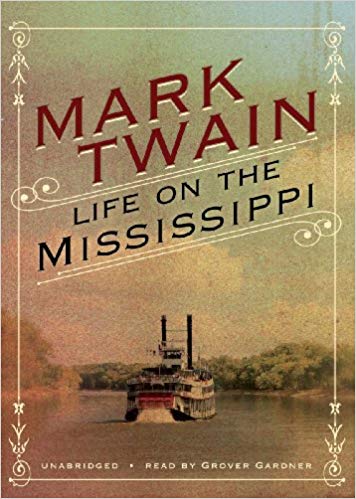 MARK
TWAIN
LIFE ON THE
MISSISSIPPI
UNABRIDGED • READ BY GROVER GARDNER